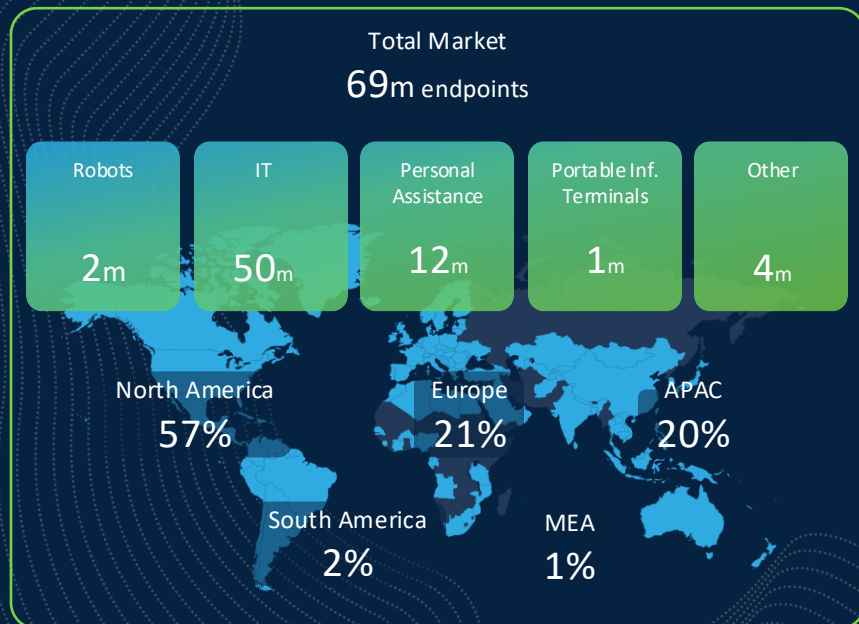 Total Market
69m endpoints
Robots
2m
IT
50m
Personal
Assistance
12m
Portable Inf.
Terminals
1m
Other
4m
North America
57%
Europe
21%
APAC
20%
South America
2%
MEA
1%